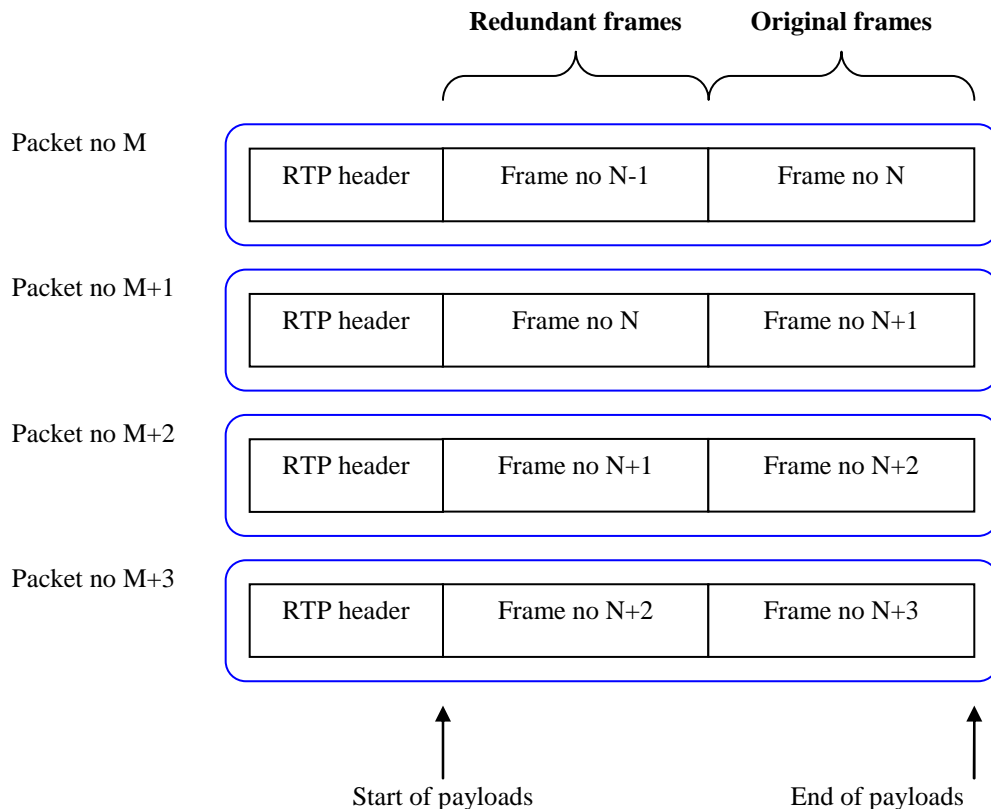 Redundant frames Original frames
Packet no M
RTP header Frame no N-1 Frame no N
Packet no M+1
RTP header Frame no N Frame no N+1
Packet no M+2
RTP header Frame no N+1 Frame no N+2
Packet no M+3
RTP header Frame no N+2 Frame no N+3
Start of payloads End of payloads